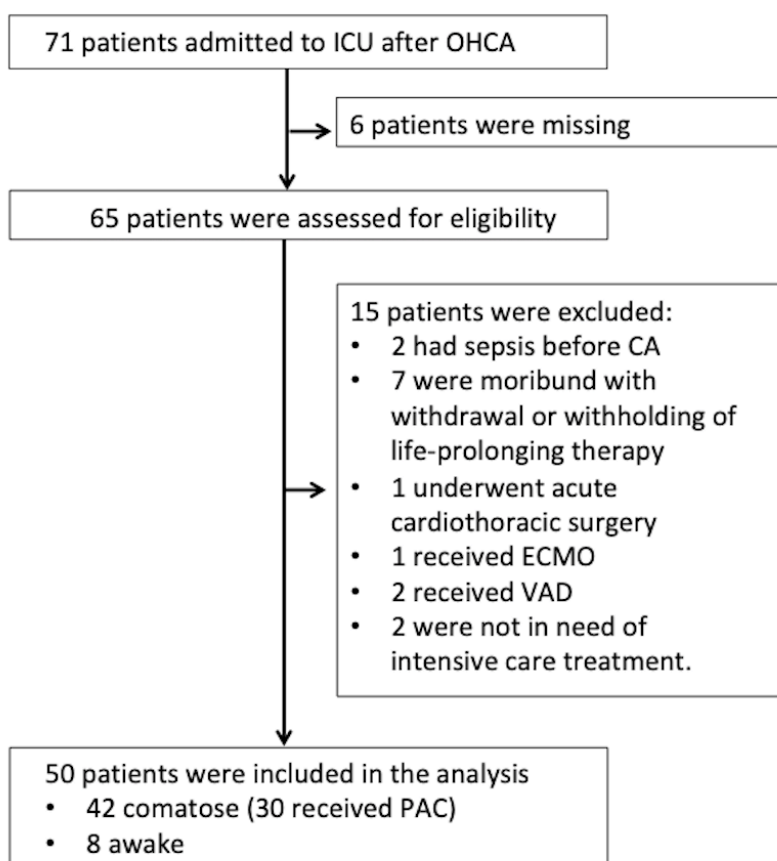 71 patients admitted to ICU after OHCA
6 patients were missing
65 patients were assessed for eligibility
15 patients were excluded:
• 2 had sepsis before CA
• 7 were moribund with
withdrawal or withholding of
life-prolonging therapy
• 1 underwent acute
cardiothoracic surgery
• 1 received ECMO
• 2 received VAD
• 2 were not in need of
intensive care treatment.
50 patients were included in the analysis
• 42 comatose (30 received PAC)
• 8 awake